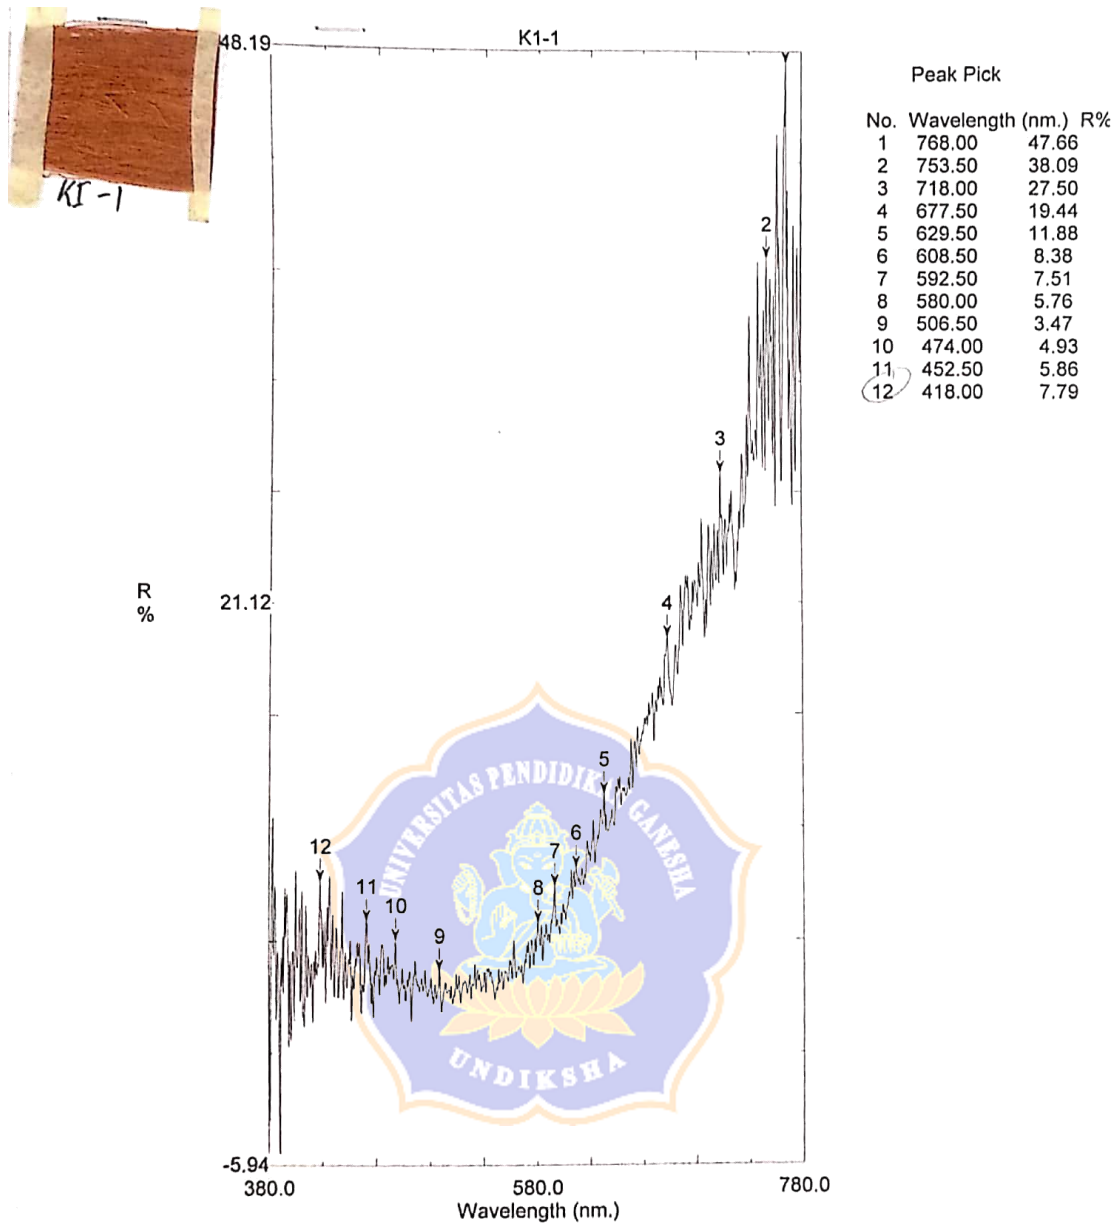 KI -1
K1-1
48.19
21.12
-5.94
R
%
380.0 580.0 780.0
Wavelength (nm.)
2
3
4
5
6
7
8
9
10
11
12
Peak Pick
No. Wavelength (nm.) R%
1 768.00 47.66
2 753.50 38.09
3 718.00 27.50
4 677.50 19.44
5 629.50 11.88
6 608.50 8.38
7 592.50 7.51
8 580.00 5.76
9 506.50 3.47
10 474.00 4.93
11 452.50 5.86
12 418.00 7.79
UNIVERSITAS PENDIDIKAN GANESHA
UNDIKSHA